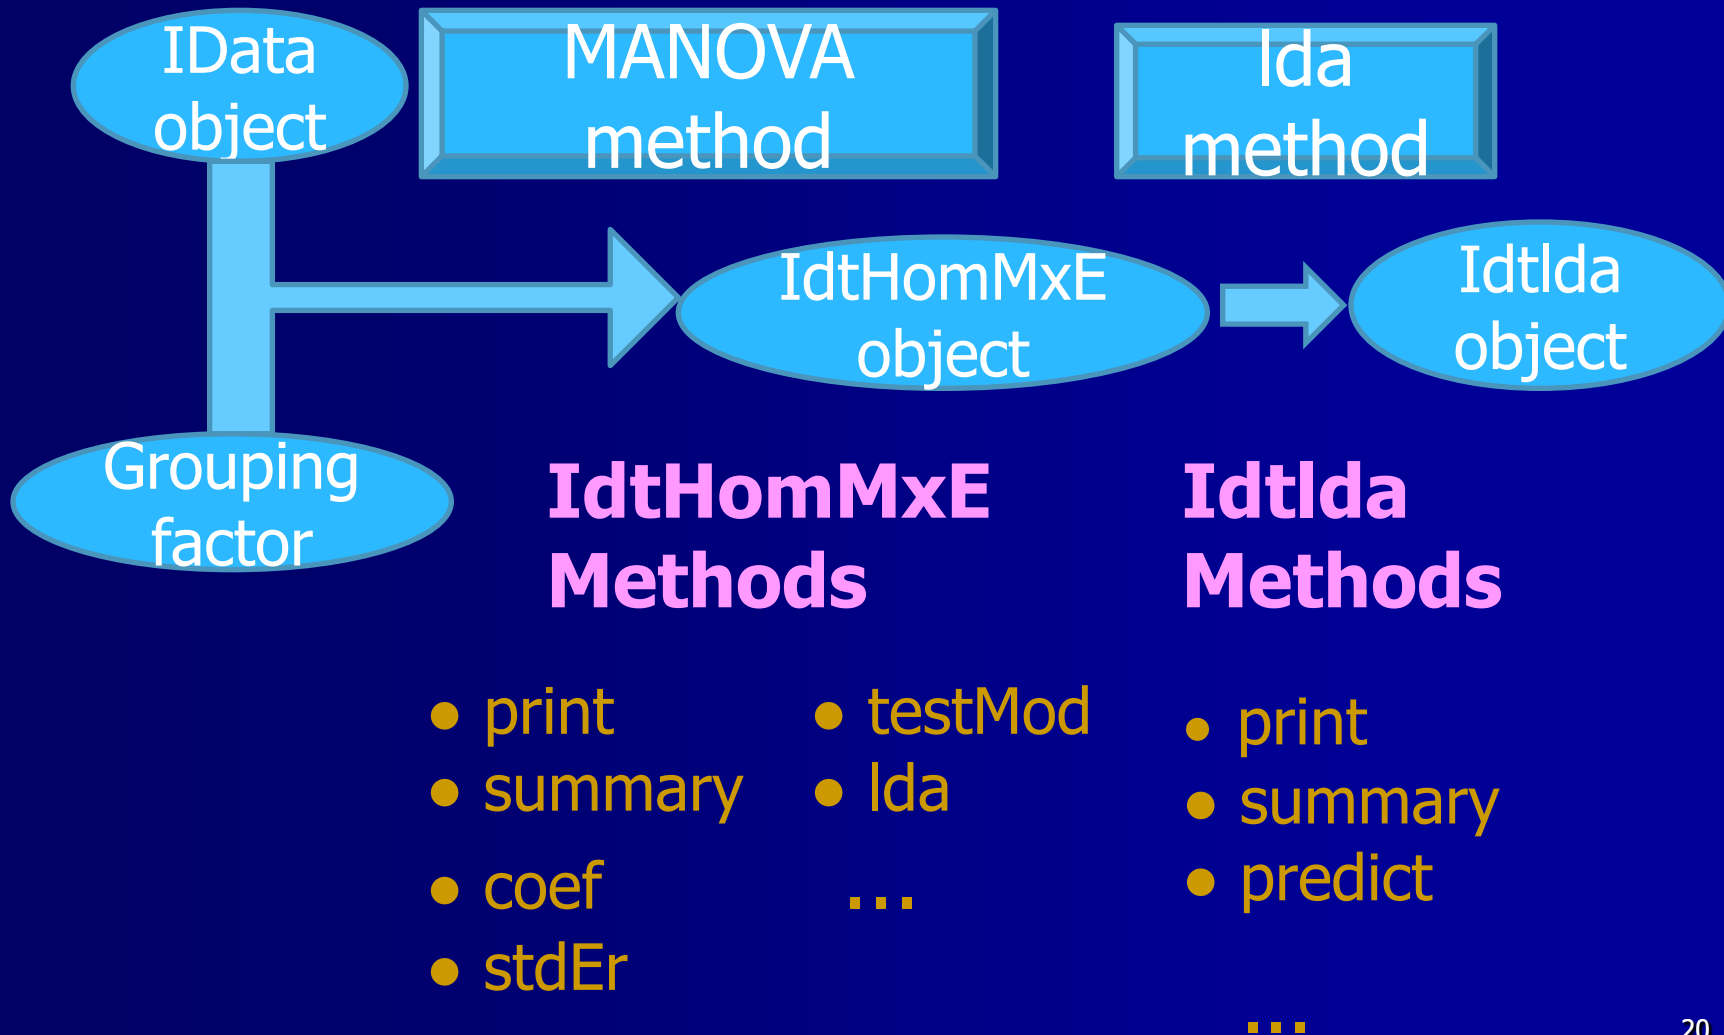 IData
object
MANOVA
method
lda
method
IdtHomMxE
object
Idtlda
object
Grouping
factor
IdtHomMxE
Methods
Idtlda
Methods
● print
● summary
● coef
● stdEr
● testMod
● lda
...
● print
● summary
● predict
...
20